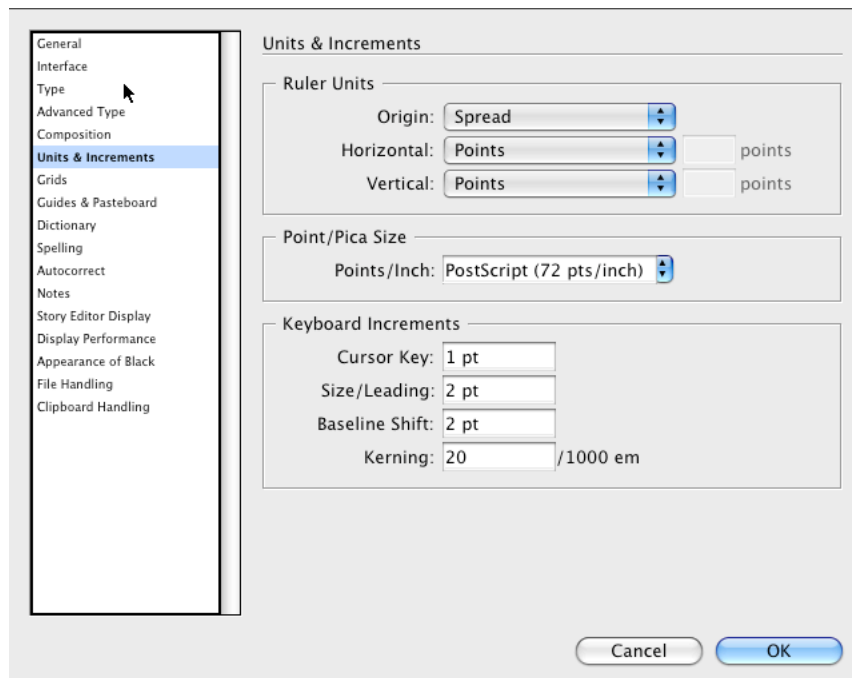 General
Interface
Type
Advanced Type
Composition
Units & Increments
Grids
Guides & Pasteboard
Dictionary
Spelling
Autocorrect
Notes
Story Editor Display
Display Performance
Appearance of Black
File Handling
Clipboard Handling
Units & Increments
Ruler Units
Origin: Spread
Horizontal: Points points
Vertical: Points points
Point/Pica Size
Points/Inch: PostScript (72 pts/inch)
Keyboard Increments
Cursor Key: 1 pt
Size/Leading: 2 pt
Baseline Shift: 2 pt
Kerning: 20 /1000 em
Cancel OK